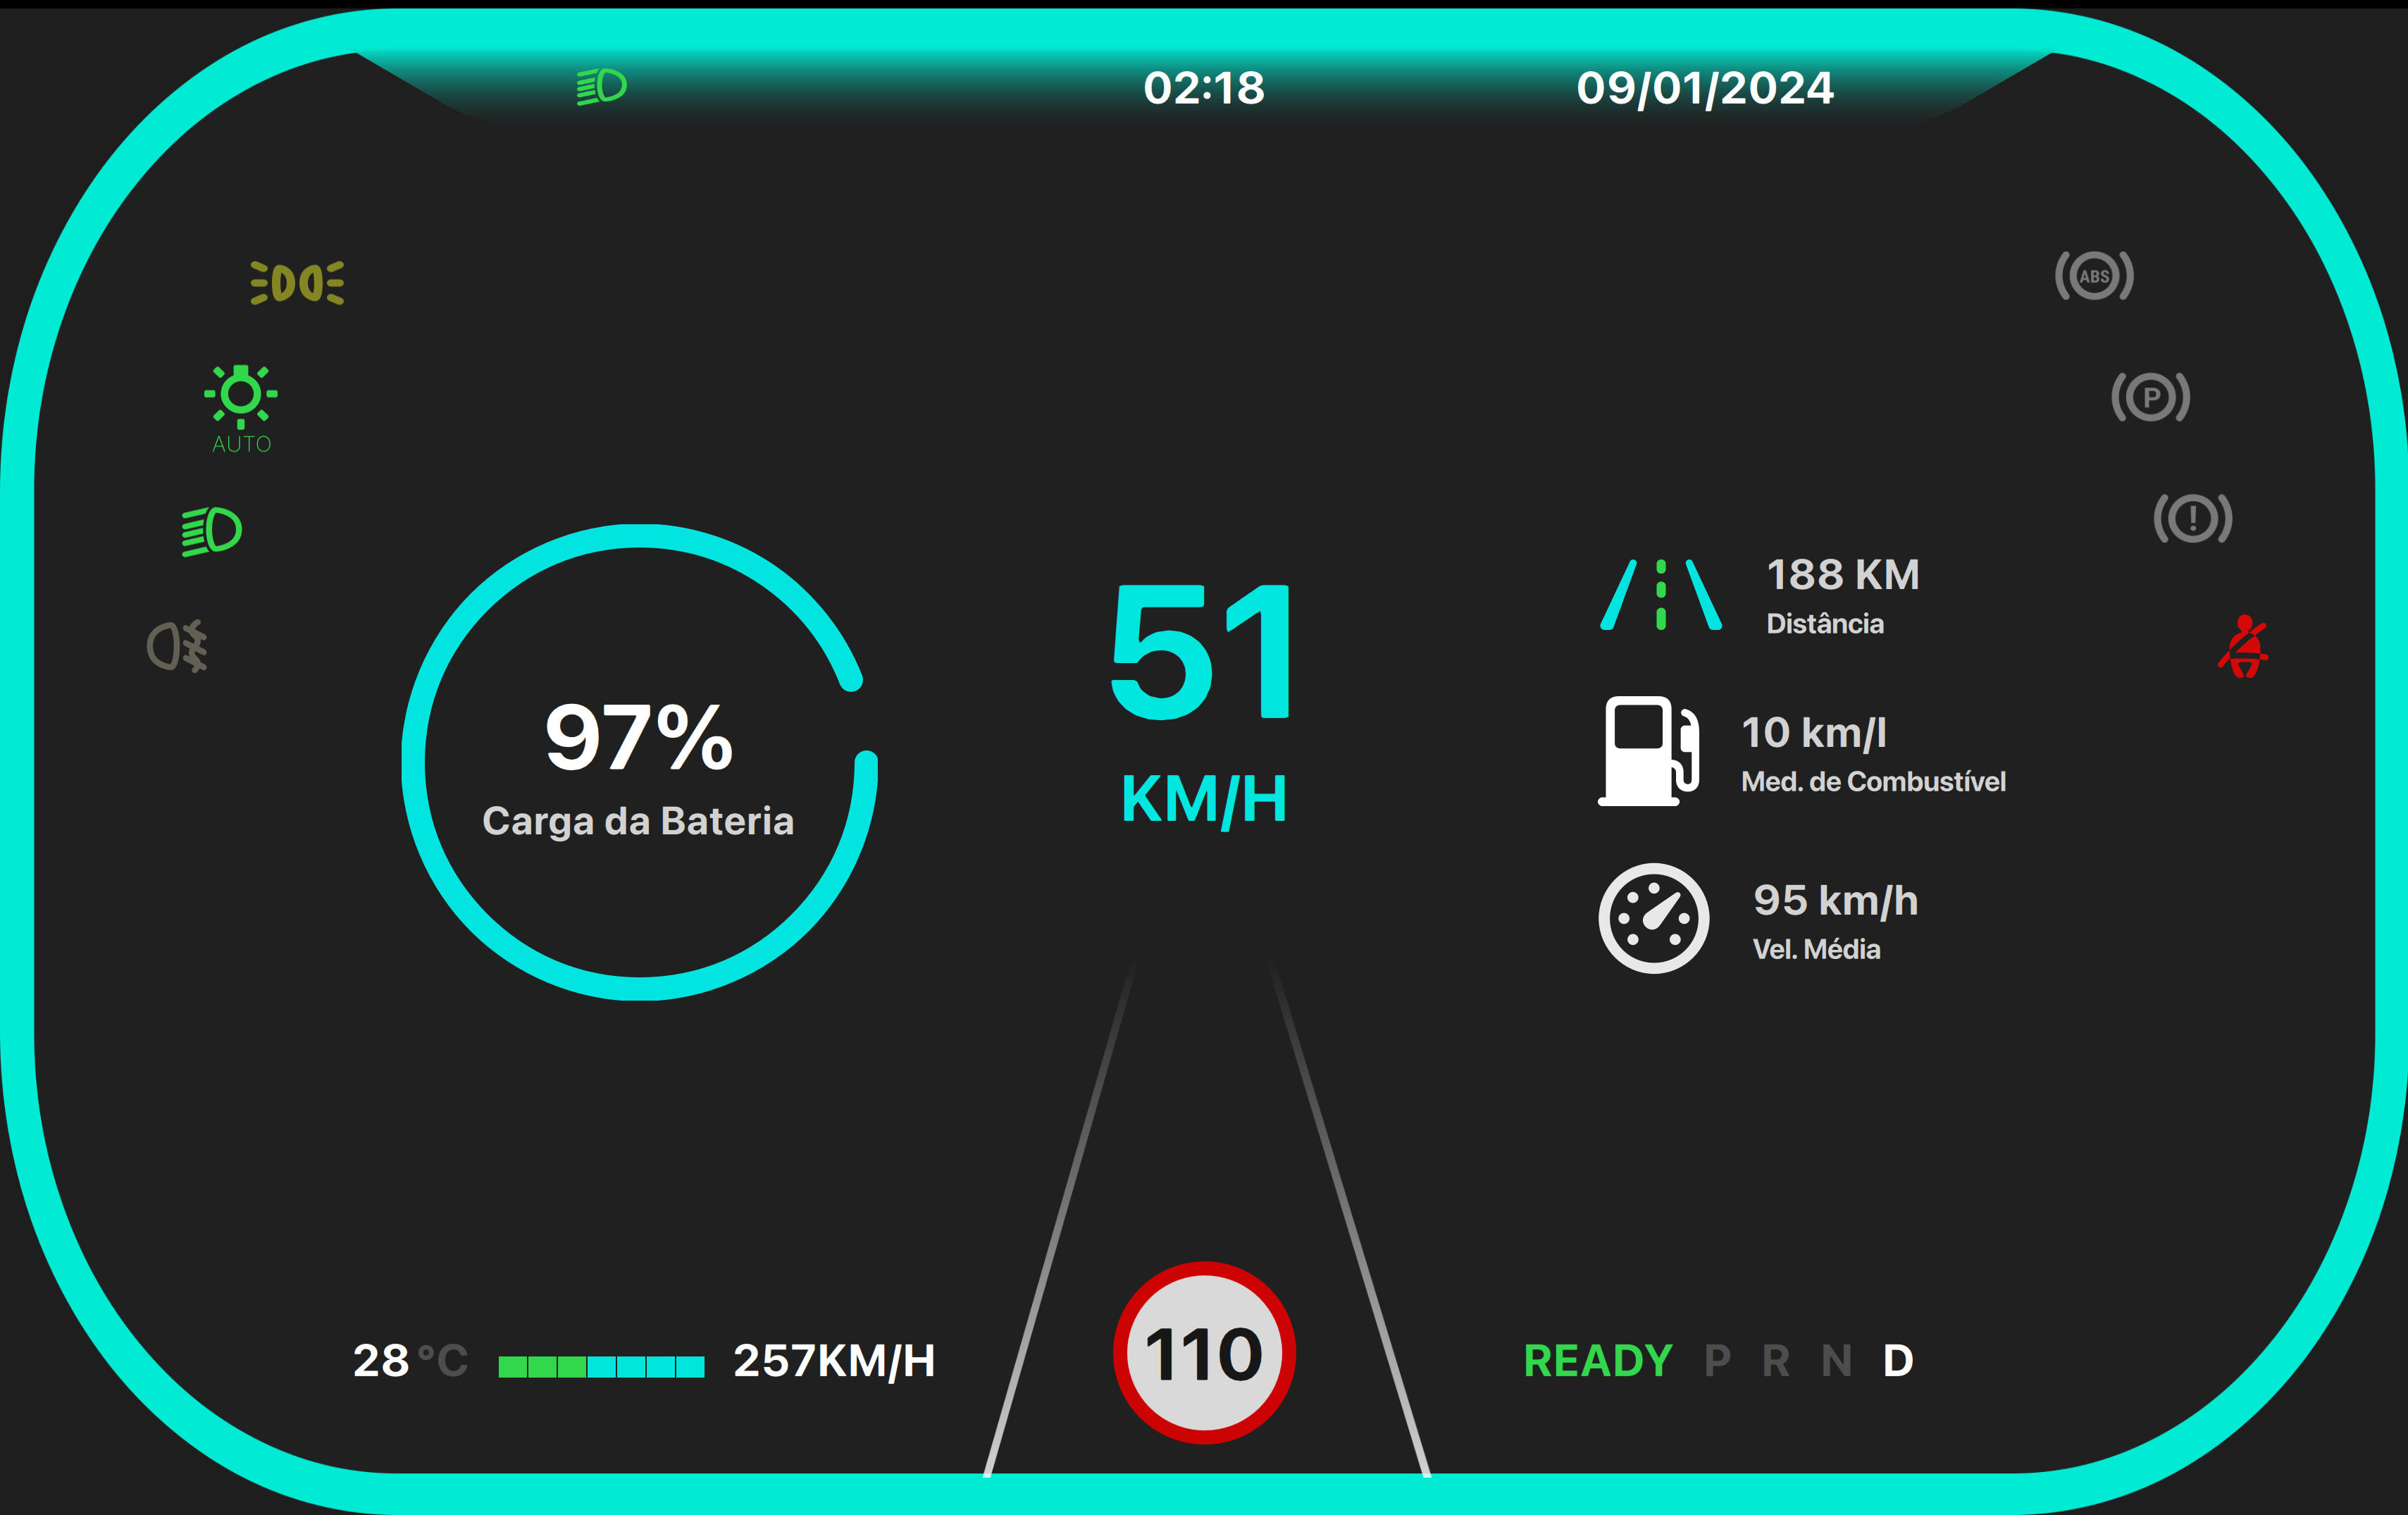 02:18
09/01/2024
ABS
AUTO
P
!
51
KM/H
97%
Carga da Bateria
188 KM
Distância
10 km/l
Med. de Combustível
95 km/h
Vel. Média
28 °C
257KM/H
110
READY P R N D